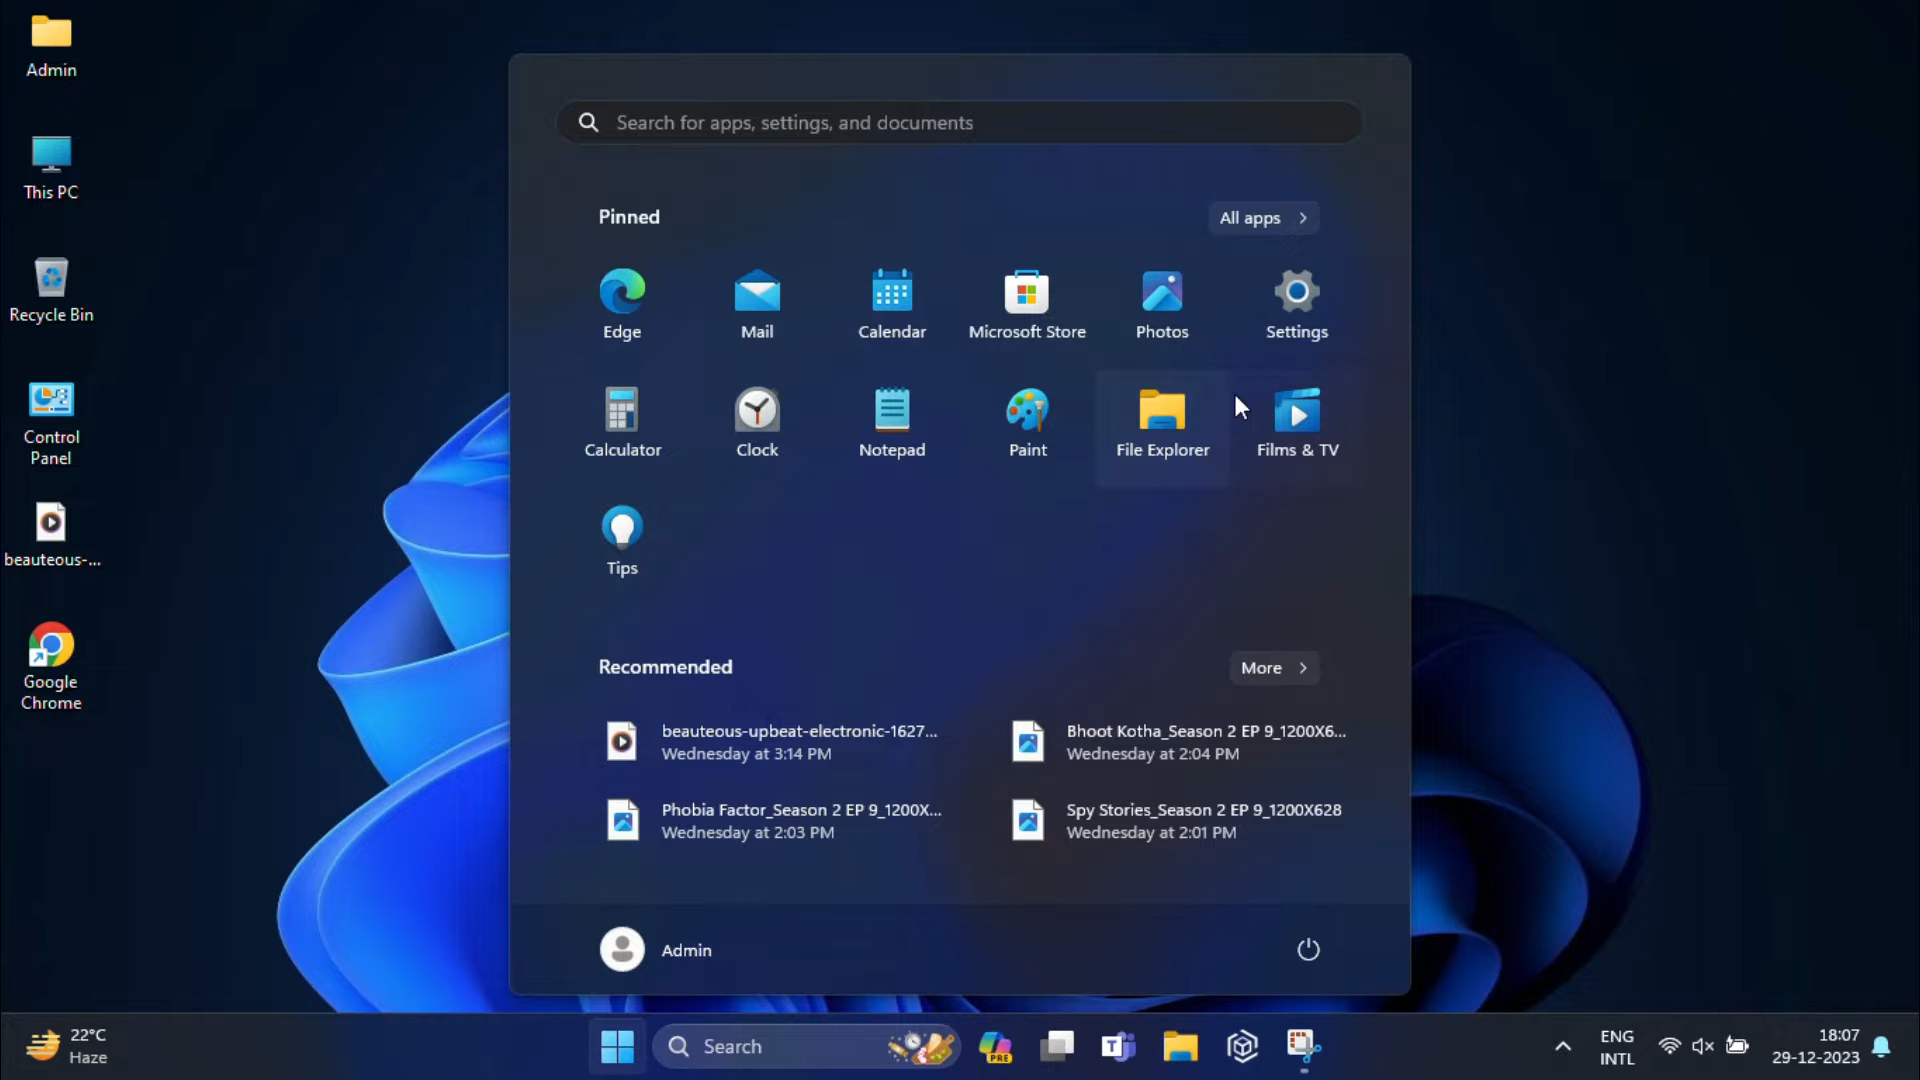 Admin
This PC
Recycle Bin
Control
Panel
beauteous-...
Google
Chrome
Search for apps, settings, and documents
Pinned
All apps
Edge
Mail
Calendar
Microsoft Store
Photos
Settings
Calculator
Clock
Notepad
Paint
File Explorer
Films & TV
Tips
Recommended
More
beauteous-upbeat-electronic-1627...
Wednesday at 3:14 PM
Bhoot Kotha_Season 2 EP 9_1200X6...
Wednesday at 2:04 PM
Phobia Factor_Season 2 EP 9_1200X...
Wednesday at 2:03 PM
Spy Stories_Season 2 EP 9_1200X628
Wednesday at 2:01 PM
Admin
22°C
Haze
Search
PRE
T
ENG
INTL
18:07
29-12-2023